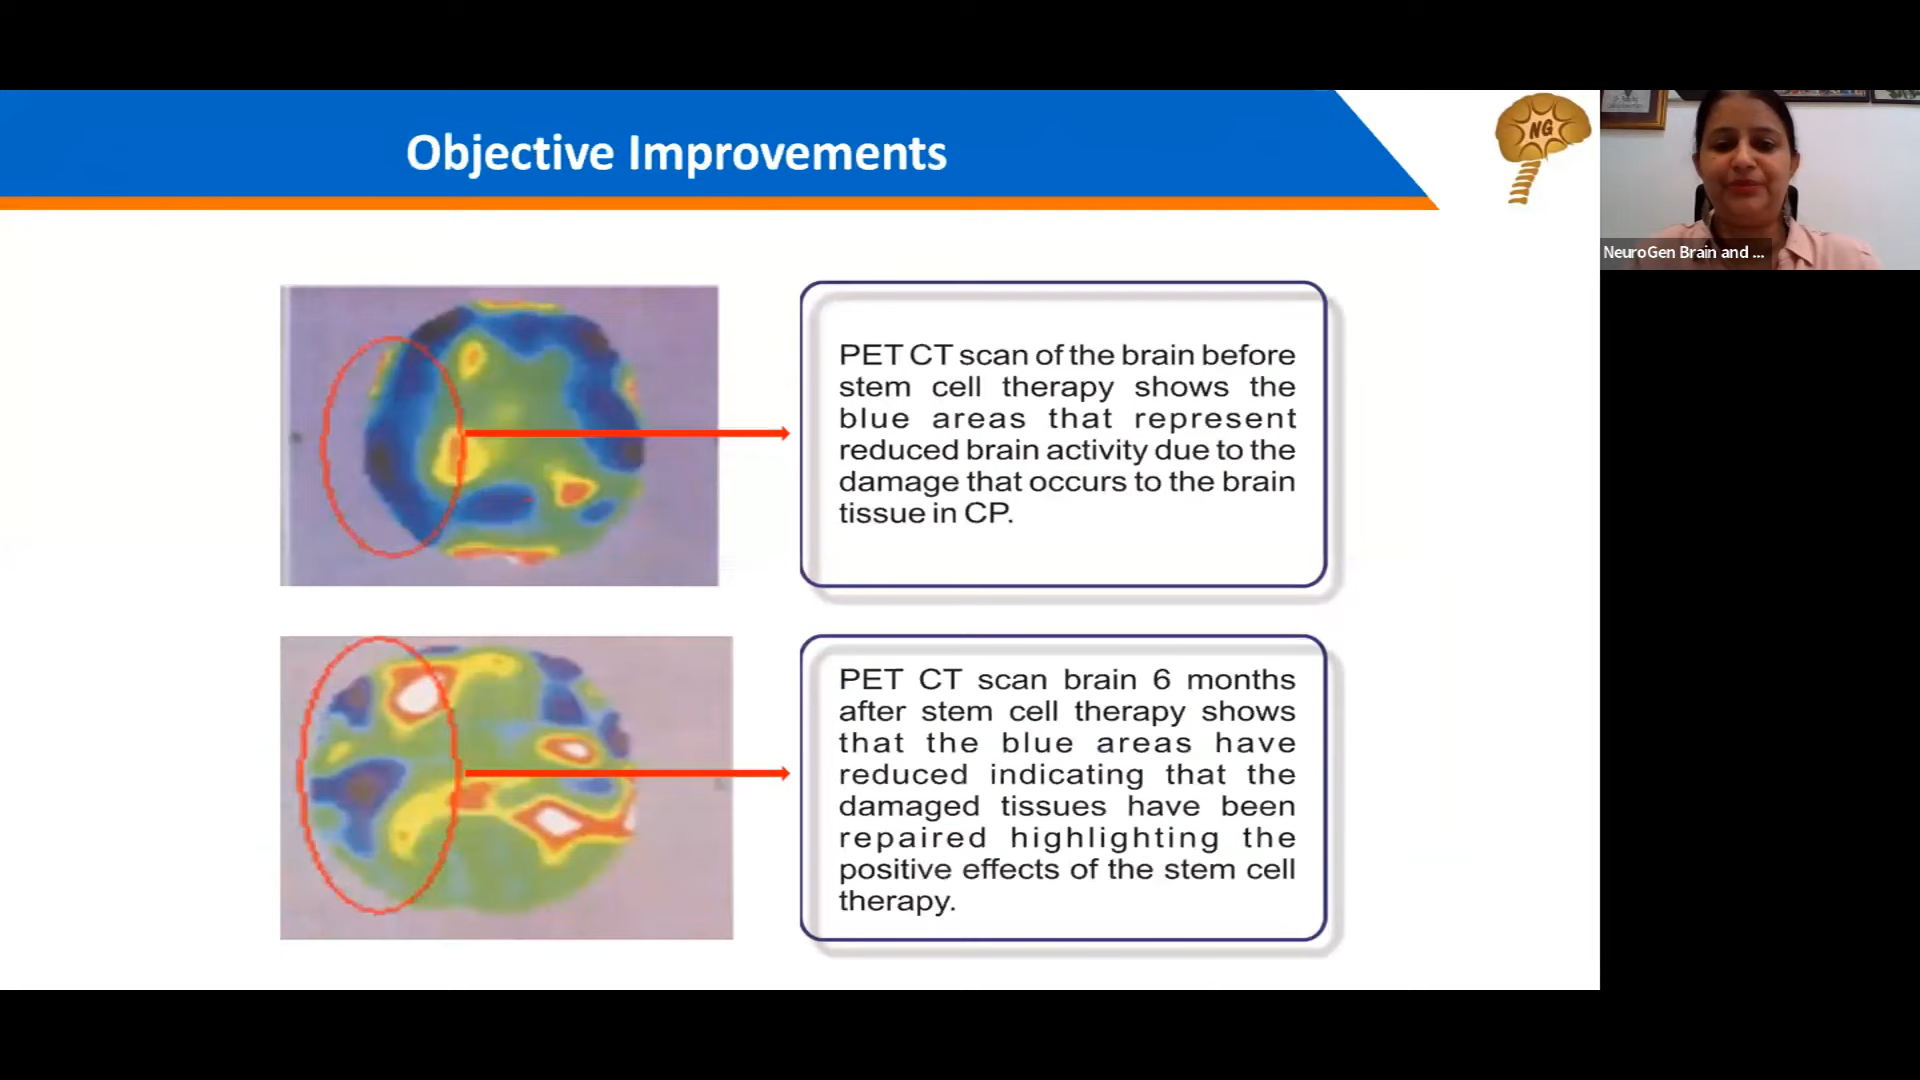 Objective Improvements
NG
NeuroGen Brain and ...
PET CT scan of the brain before
stem cell therapy shows the
blue areas that represent
reduced brain activity due to the
damage that occurs to the brain
tissue in CP.
PET CT scan brain 6 months
after stem cell therapy shows
that the blue areas have
reduced indicating that the
damaged tissues have been
repaired highlighting the
positive effects of the stem cell
therapy.